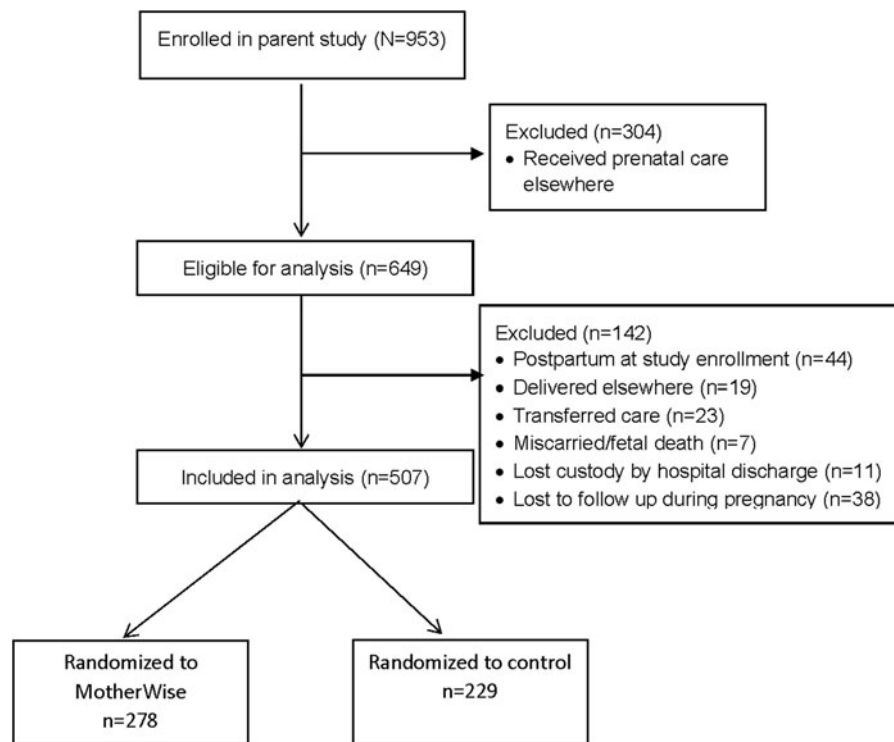 Enrolled in parent study (N=953)
Excluded (n=304)
• Received prenatal care
elsewhere
Eligible for analysis (n=649)
Excluded (n=142)
• Postpartum at study enrollment (n=44)
• Delivered elsewhere (n=19)
• Transferred care (n=23)
• Miscarried/fetal death (n=7)
• Lost custody by hospital discharge (n=11)
• Lost to follow up during pregnancy (n=38)
Included in analysis (n=507)
Randomized to
MotherWise
n=278
Randomized to control
n=229